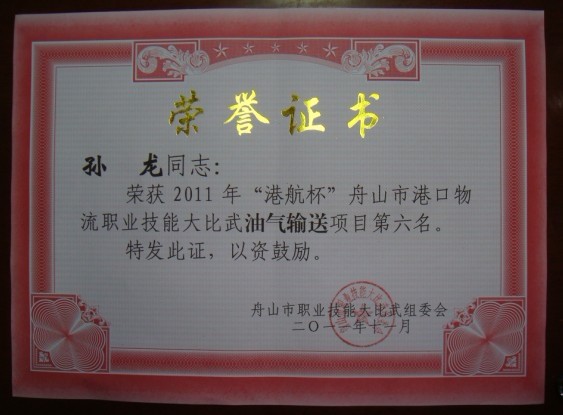 荣誉证书
孙 龙同志：
荣获 2011 年 “港航杯” 舟山市港口物
流职业技能大比武油气输送项目第六名。
特发此证，以资鼓励。
舟山市职业技能大比武组委会
二〇一一年十一月